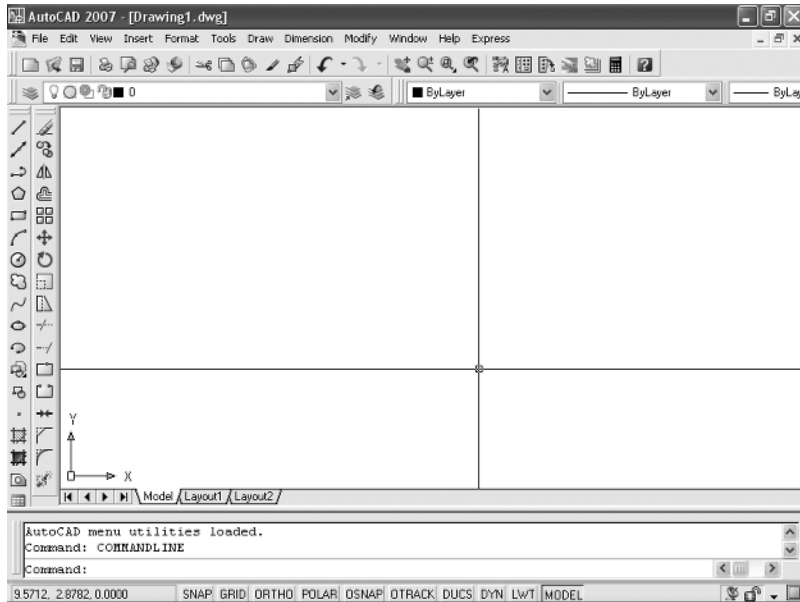 AutoCAD 2007 - [Drawing1.dwg]
File Edit View Insert Format Tools Draw Dimension Modify Window Help Express
0 ByLayer ByLayer ByLay
Y
X
Model Layout1 Layout2
AutoCAD menu utilities loaded.
Command: COMMANDLINE
Command:
9.5712, 2.8782, 0.0000 SNAP GRID ORTHO POLAR OSNAP OTRACK DUCS DYN LWT MODEL